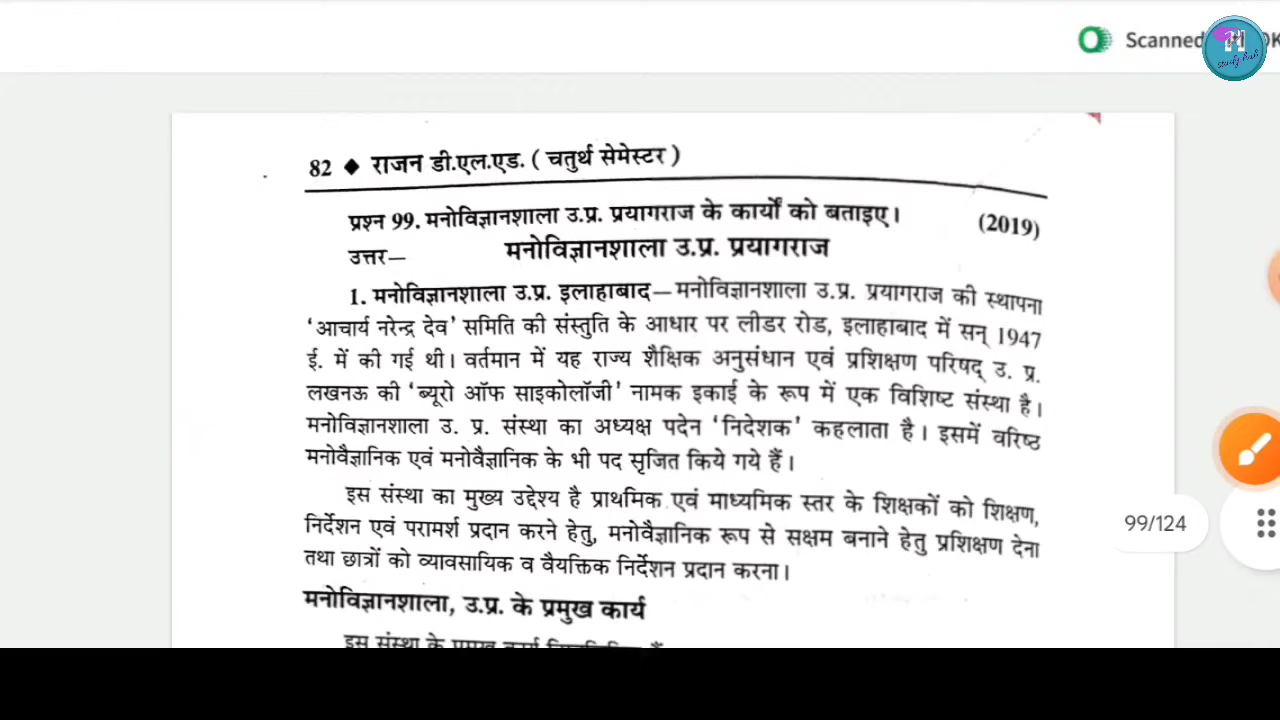 Scanned
H
Study Hub
82 ◆ राजन डी.एल.एड. ( चतुर्थ सेमेस्टर )
प्रश्न 99. मनोविज्ञानशाला उ.प्र. प्रयागराज के कार्यों को बताइए। (2019)
उत्तर— मनोविज्ञानशाला उ.प्र. प्रयागराज
1. मनोविज्ञानशाला उ.प्र. इलाहाबाद—मनोविज्ञानशाला उ.प्र. प्रयागराज की स्थापना
‘आचार्य नरेन्द्र देव’ समिति की संस्तुति के आधार पर लीडर रोड, इलाहाबाद में सन् 1947
ई. में की गई थी। वर्तमान में यह राज्य शैक्षिक अनुसंधान एवं प्रशिक्षण परिषद् उ. प्र.
लखनऊ की ‘ब्यूरो ऑफ साइकोलॉजी’ नामक इकाई के रूप में एक विशिष्ट संस्था है।
मनोविज्ञानशाला उ. प्र. संस्था का अध्यक्ष पदेन ‘निदेशक’ कहलाता है। इसमें वरिष्ठ
मनोवैज्ञानिक एवं मनोवैज्ञानिक के भी पद सृजित किये गये हैं।
इस संस्था का मुख्य उद्देश्य है प्राथमिक एवं माध्यमिक स्तर के शिक्षकों को शिक्षण,
निर्देशन एवं परामर्श प्रदान करने हेतु, मनोवैज्ञानिक रूप से सक्षम बनाने हेतु प्रशिक्षण देना
तथा छात्रों को व्यावसायिक व वैयक्तिक निर्देशन प्रदान करना।
99/124
मनोविज्ञानशाला, उ.प्र. के प्रमुख कार्य
इस संस्था के प्रमुख कार्य निम्नलिखित हैं